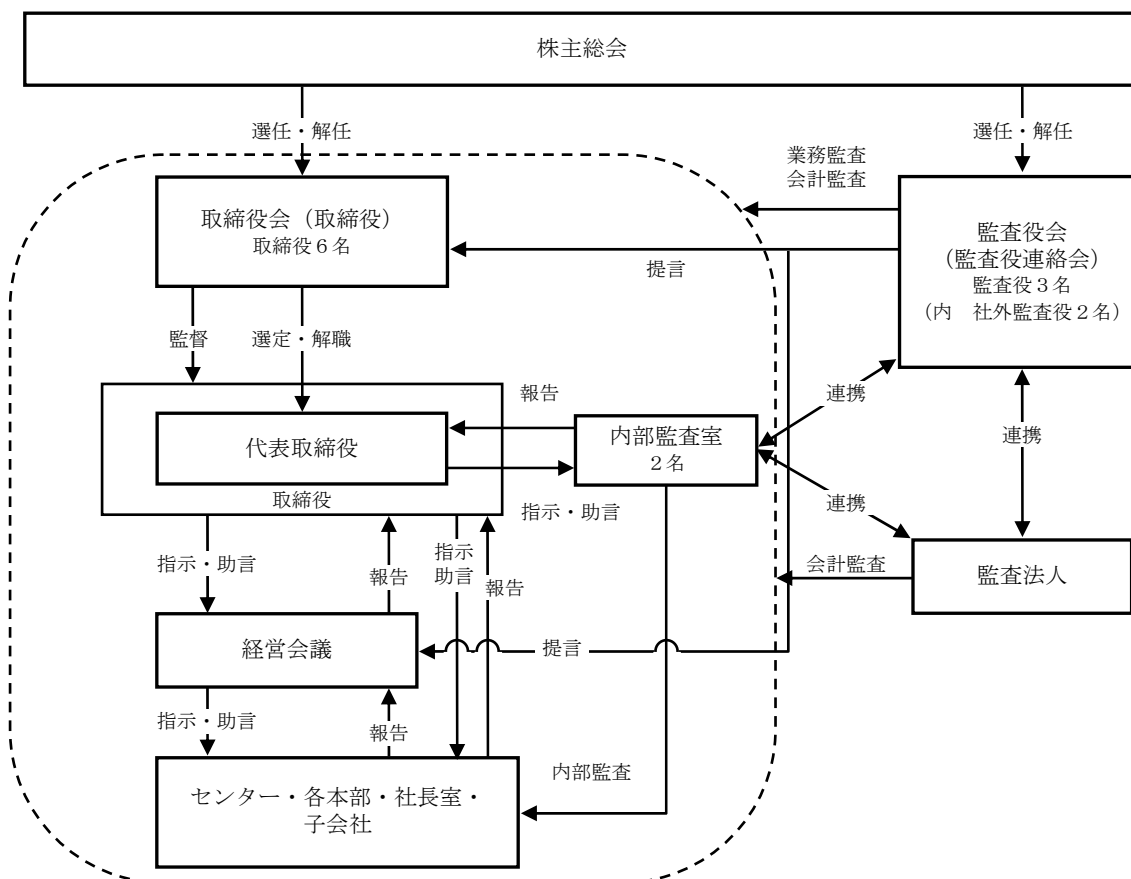 株主総会
選任・解任
選任・解任
業務監査
会計監査
取締役会（取締役）
取締役６名
監査役会
（監査役連絡会）
監査役３名
（内　社外監査役２名）
提言
監督
選定・解職
報告
連携
代表取締役
内部監査室
２名
連携
取締役
指示・助言
連携
指示・助言
報告
指示
助言
報告
会計監査
監査法人
経営会議
提言
指示・助言
報告
内部監査
センター・各本部・社長室・
子会社